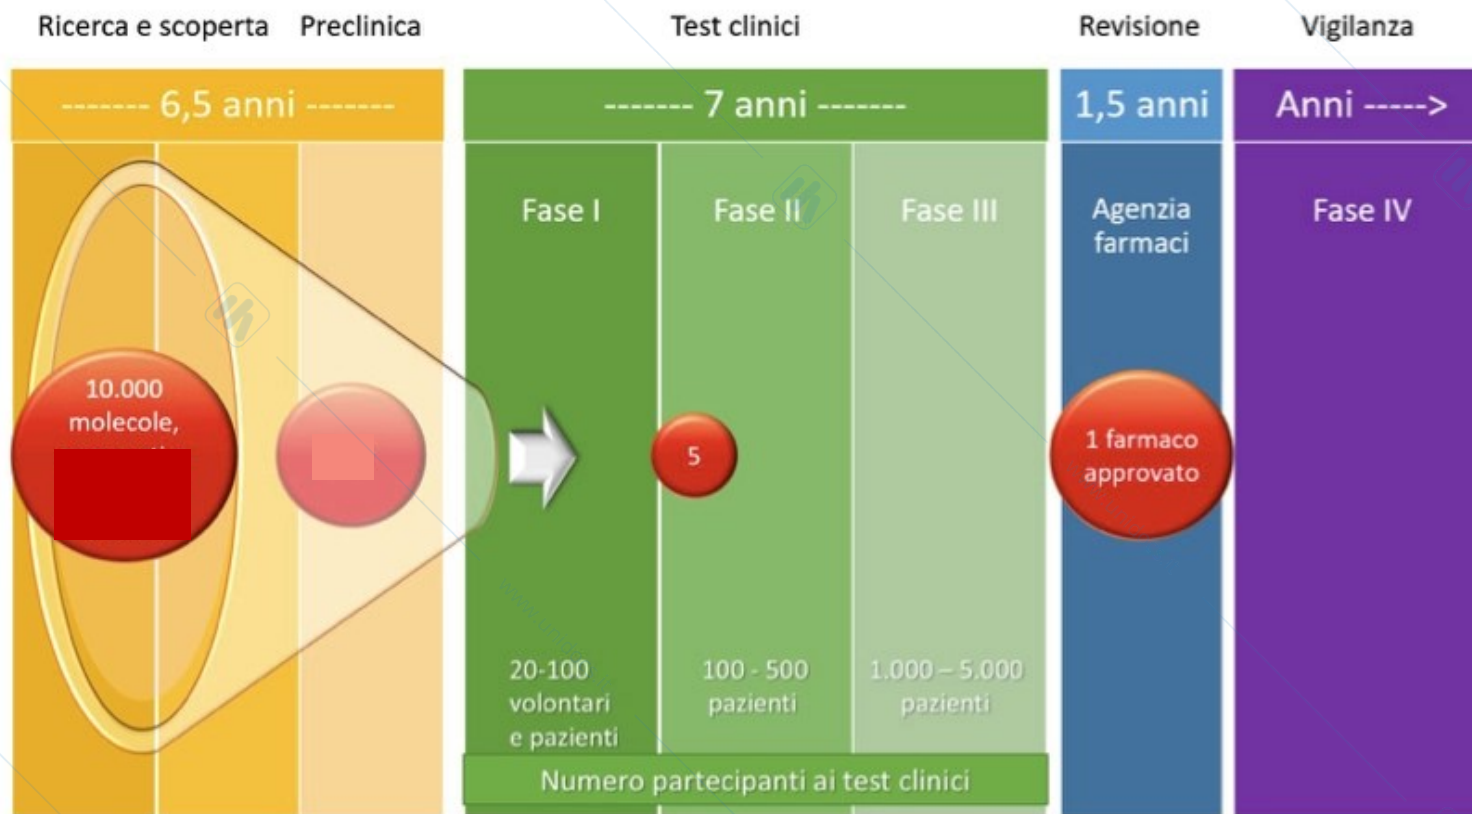 Ricerca e scoperta
Preclinica
Test clinici
Revisione
Vigilanza
------- 6,5 anni -------
------- 7 anni -------
1,5 anni
Anni ----->
Fase I
Fase II
Fase III
Agenzia
farmaci
Fase IV
10.000
molecole,
5
1 farmaco
approvato
20-100
volontari
e pazienti
100 - 500
pazienti
1.000 – 5.000
pazienti
Numero partecipanti ai test clinici